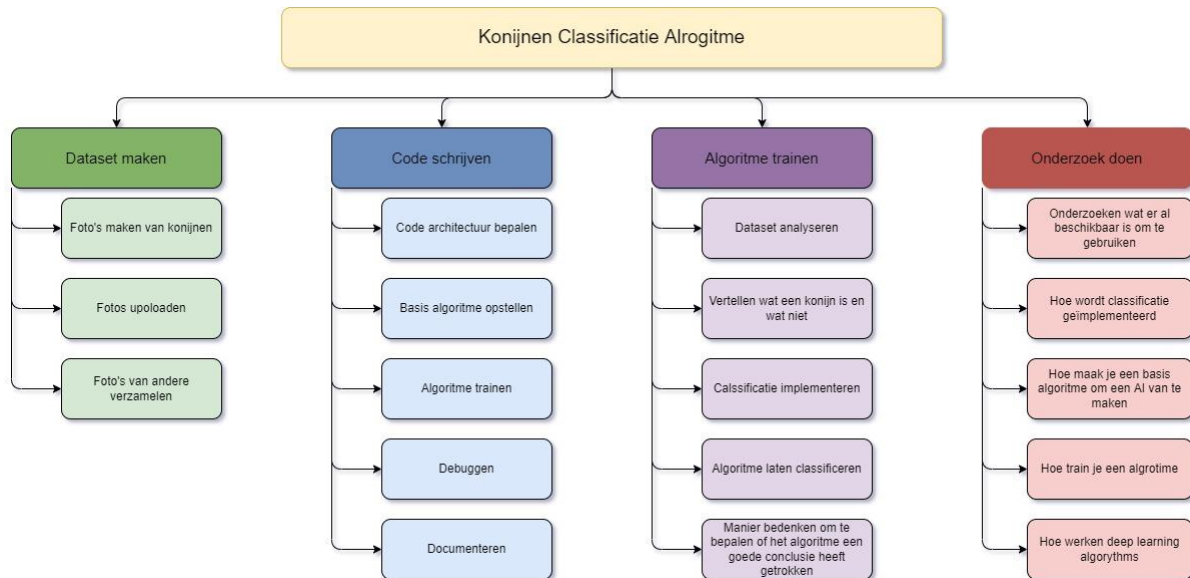 Konijnen Classificatie Alrogitme
Dataset maken
Foto's maken van konijnen
Fotos upoloaden
Foto's van andere
verzamelen
Code schrijven
Code architectuur bepalen
Basis algoritme opstellen
Algoritme trainen
Debuggen
Documenteren
Algoritme trainen
Dataset analyseren
Vertellen wat een konijn is en
wat niet
Calssificatie implementeren
Algoritme laten classificeren
Manier bedenken om te
bepalen of het algoritme een
goede conclusie heeft
getrokken
Onderzoek doen
Onderzoeken wat er al
beschikbaar is om te
gebruiken
Hoe wordt classificatie
geïmplementeerd
Hoe maak je een basis
algoritme om een AI van te
maken
Hoe train je een algrotime
Hoe werken deep learning
algorythms